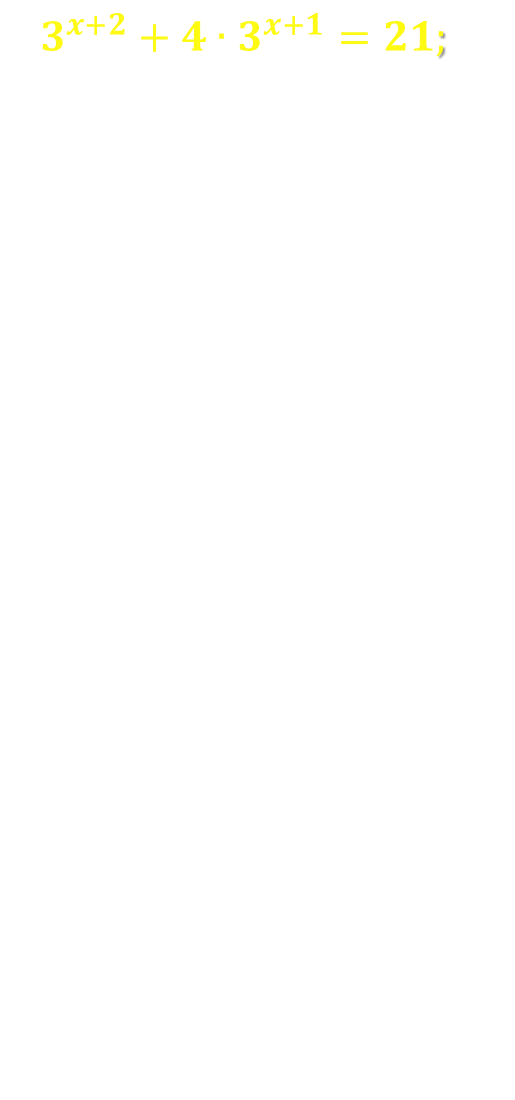 𝟑^{𝒙+𝟐} + 𝟒 · 𝟑^{𝒙+𝟏} = 𝟐𝟏;